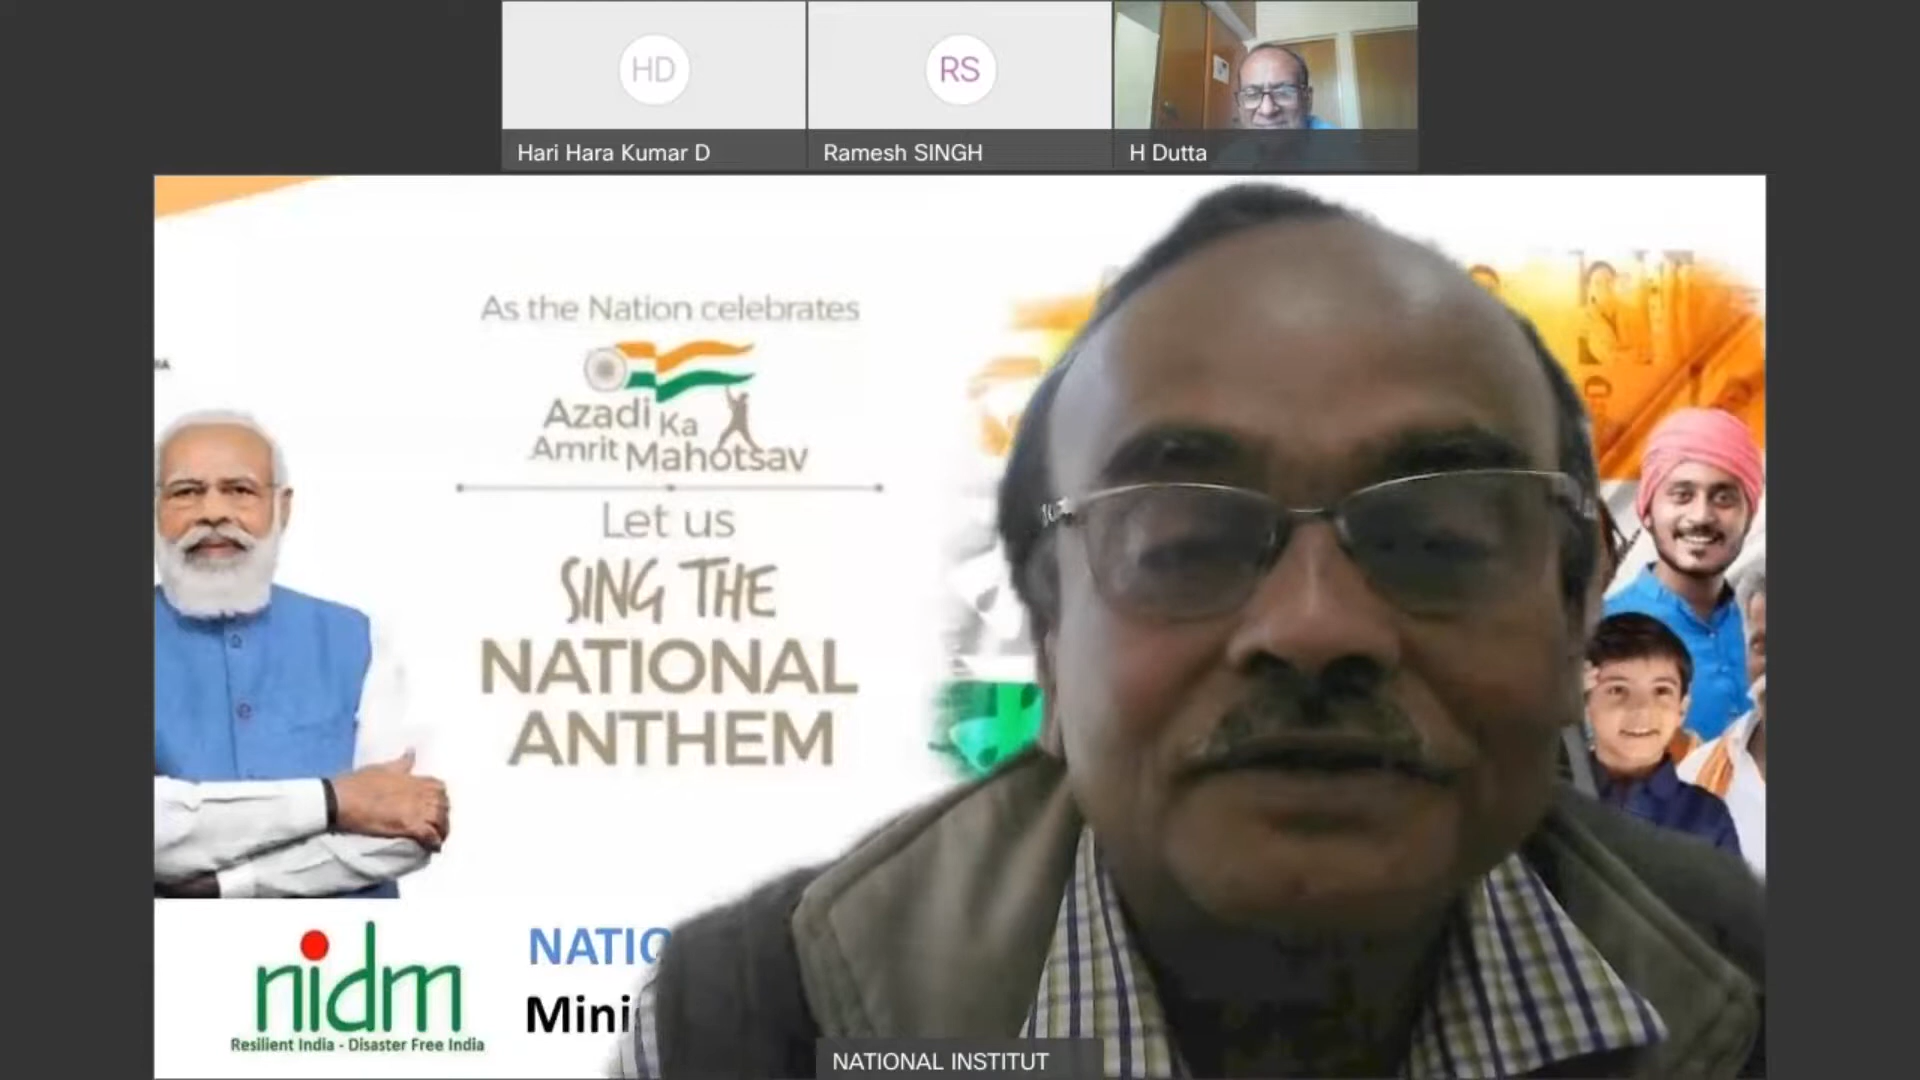 HD
RS
Hari Hara Kumar D
Ramesh SINGH
H Dutta
As the Nation celebrates
Azadi Ka
Amrit Mahotsav
Let us
SING THE
NATIONAL
ANTHEM
nidm
Resilient India - Disaster Free India
NATIO
Mini
NATIONAL INSTITUT